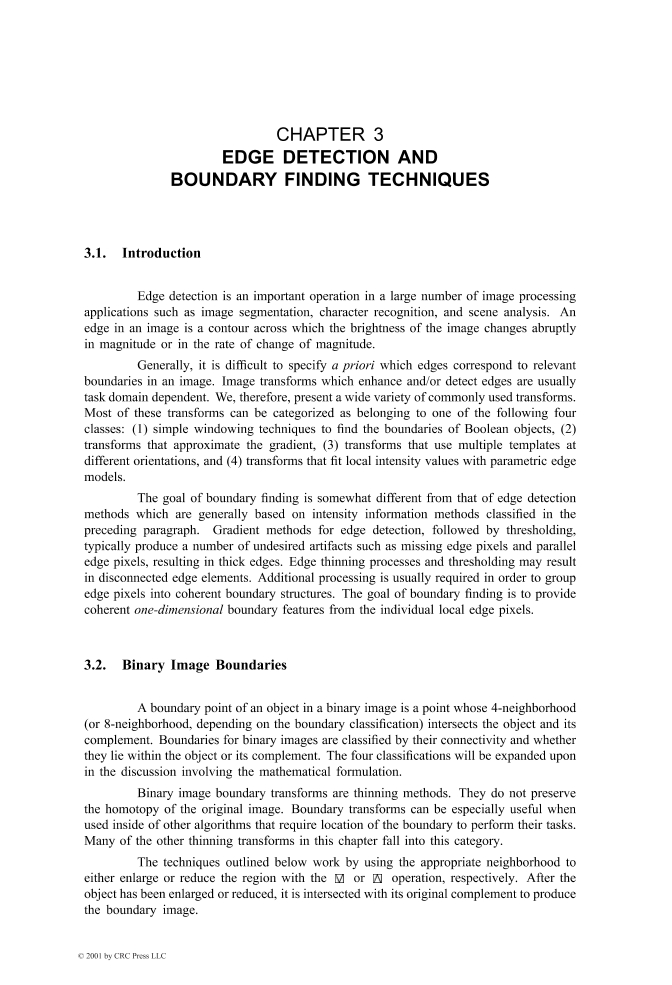 CHAPTER 3
EDGE DETECTION AND
BOUNDARY FINDING TECHNIQUES
3.1. Introduction
Edge detection is an important operation in a large number of image processing
applications such as image segmentation, character recognition, and scene analysis. An
edge in an image is a contour across which the brightness of the image changes abruptly
in magnitude or in the rate of change of magnitude.
Generally, it is difficult to specify a priori which edges correspond to relevant
boundaries in an image. Image transforms which enhance and/or detect edges are usually
task domain dependent. We, therefore, present a wide variety of commonly used transforms.
Most of these transforms can be categorized as belonging to one of the following four
classes: (1) simple windowing techniques to find the boundaries of Boolean objects, (2)
transforms that approximate the gradient, (3) transforms that use multiple templates at
different orientations, and (4) transforms that fit local intensity values with parametric edge
models.
The goal of boundary finding is somewhat different from that of edge detection
methods which are generally based on intensity information methods classified in the
preceding paragraph. Gradient methods for edge detection, followed by thresholding,
typically produce a number of undesired artifacts such as missing edge pixels and parallel
edge pixels, resulting in thick edges. Edge thinning processes and thresholding may result
in disconnected edge elements. Additional processing is usually required in order to group
edge pixels into coherent boundary structures. The goal of boundary finding is to provide
coherent one-dimensional boundary features from the individual local edge pixels.
3.2. Binary Image Boundaries
A boundary point of an object in a binary image is a point whose 4-neighborhood
(or 8-neighborhood, depending on the boundary classification) intersects the object and its
complement. Boundaries for binary images are classified by their connectivity and whether
they lie within the object or its complement. The four classifications will be expanded upon
in the discussion involving the mathematical formulation.
Binary image boundary transforms are thinning methods. They do not preserve
the homotopy of the original image. Boundary transforms can be especially useful when
used inside of other algorithms that require location of the boundary to perform their tasks.
Many of the other thinning transforms in this chapter fall into this category.
The techniques outlined below work by using the appropriate neighborhood to
either enlarge or reduce the region with the ⩒ or ⩑ operation, respectively. After the
object has been enlarged or reduced, it is intersected with its original complement to produce
the boundary image.
© 2001 by CRC Press LLC